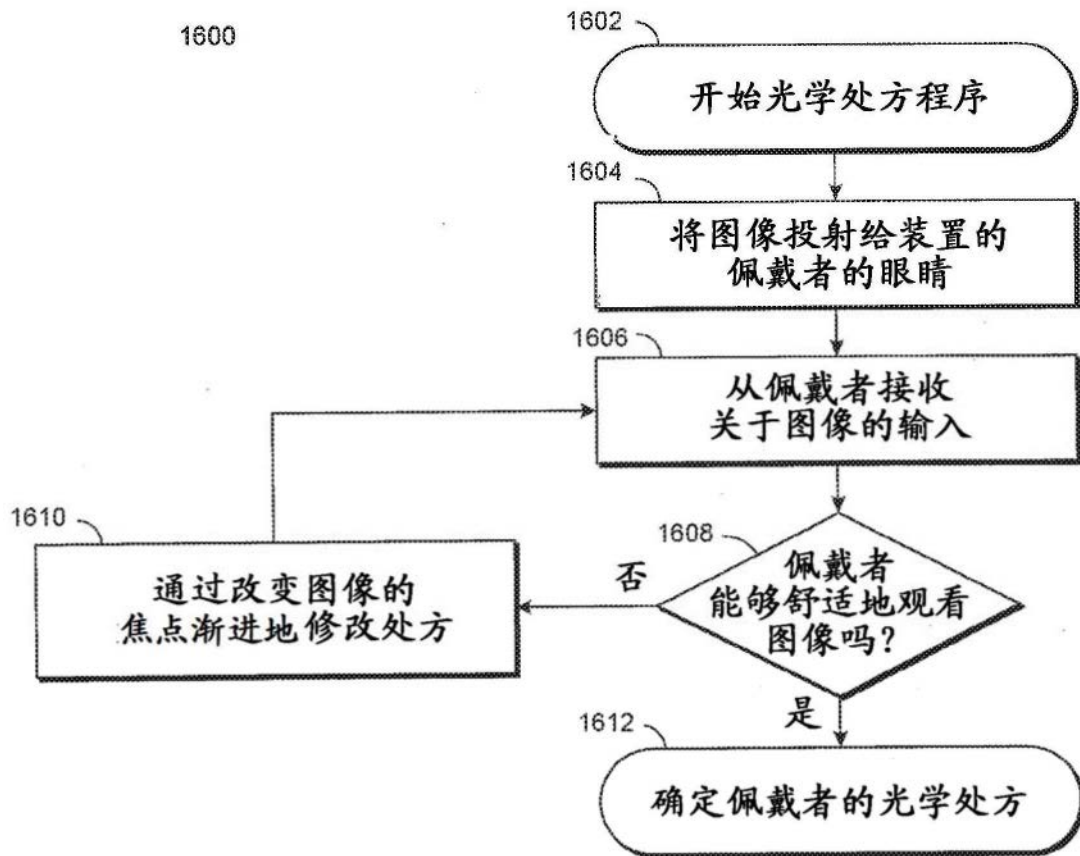 1600
1602
开始光学处方程序
1604
将图像投射给装置的
佩戴者的眼睛
1606
从佩戴者接收
关于图像的输入
1608
佩戴者
能够舒适地观看
图像吗？
否
1610
通过改变图像的
焦点渐进地修改处方
是
1612
确定佩戴者的光学处方